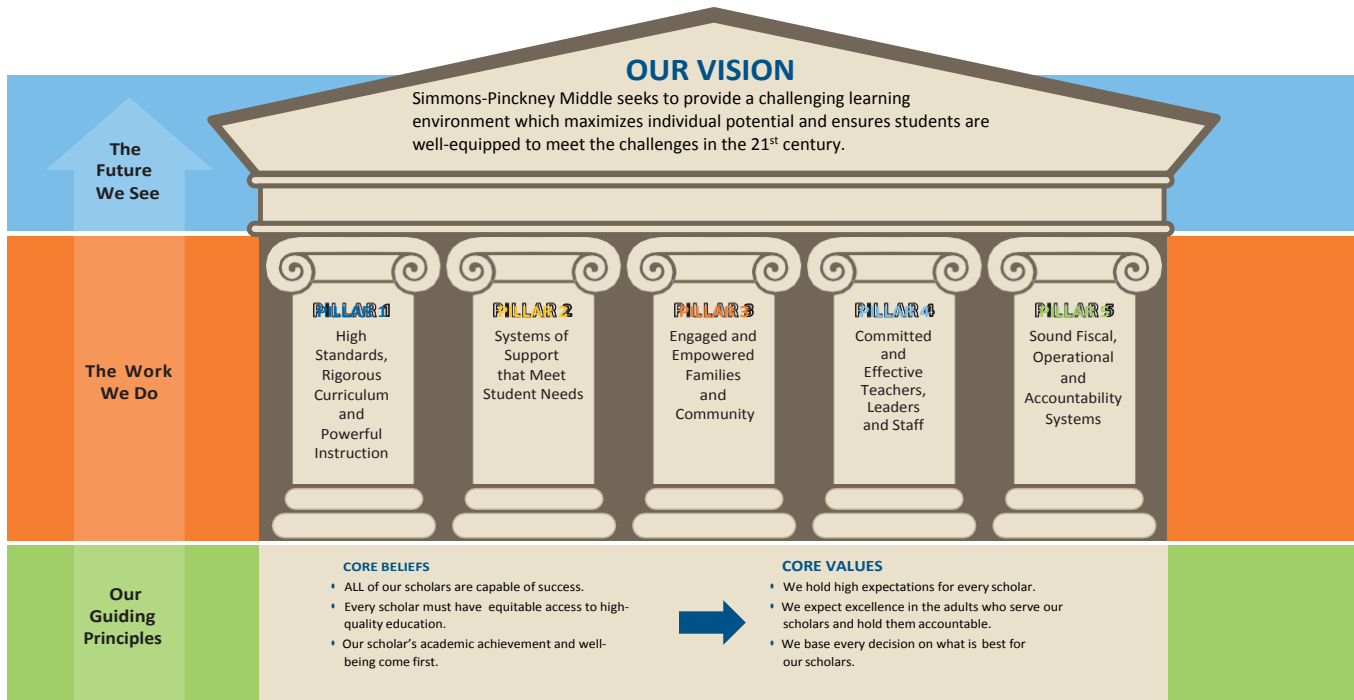 OUR VISION
Simmons-Pinckney Middle seeks to provide a challenging learning
environment which maximizes individual potential and ensures students are
well-equipped to meet the challenges in the 21st century.
The
Future
We See
The Work
We Do
PILLAR 1
High
Standards,
Rigorous
Curriculum
and
Powerful
Instruction
PILLAR 2
Systems of
Support
that Meet
Student Needs
PILLAR 3
Engaged and
Empowered
Families
and
Community
PILLAR 4
Committed
and
Effective
Teachers,
Leaders
and Staff
PILLAR 5
Sound Fiscal,
Operational
and
Accountability
Systems
Our
Guiding
Principles
CORE BELIEFS
• ALL of our scholars are capable of success.
• Every scholar must have equitable access to high-
quality education.
• Our scholar's academic achievement and well-
being come first.
CORE VALUES
• We hold high expectations for every scholar.
• We expect excellence in the adults who serve our
scholars and hold them accountable.
• We base every decision on what is best for
our scholars.